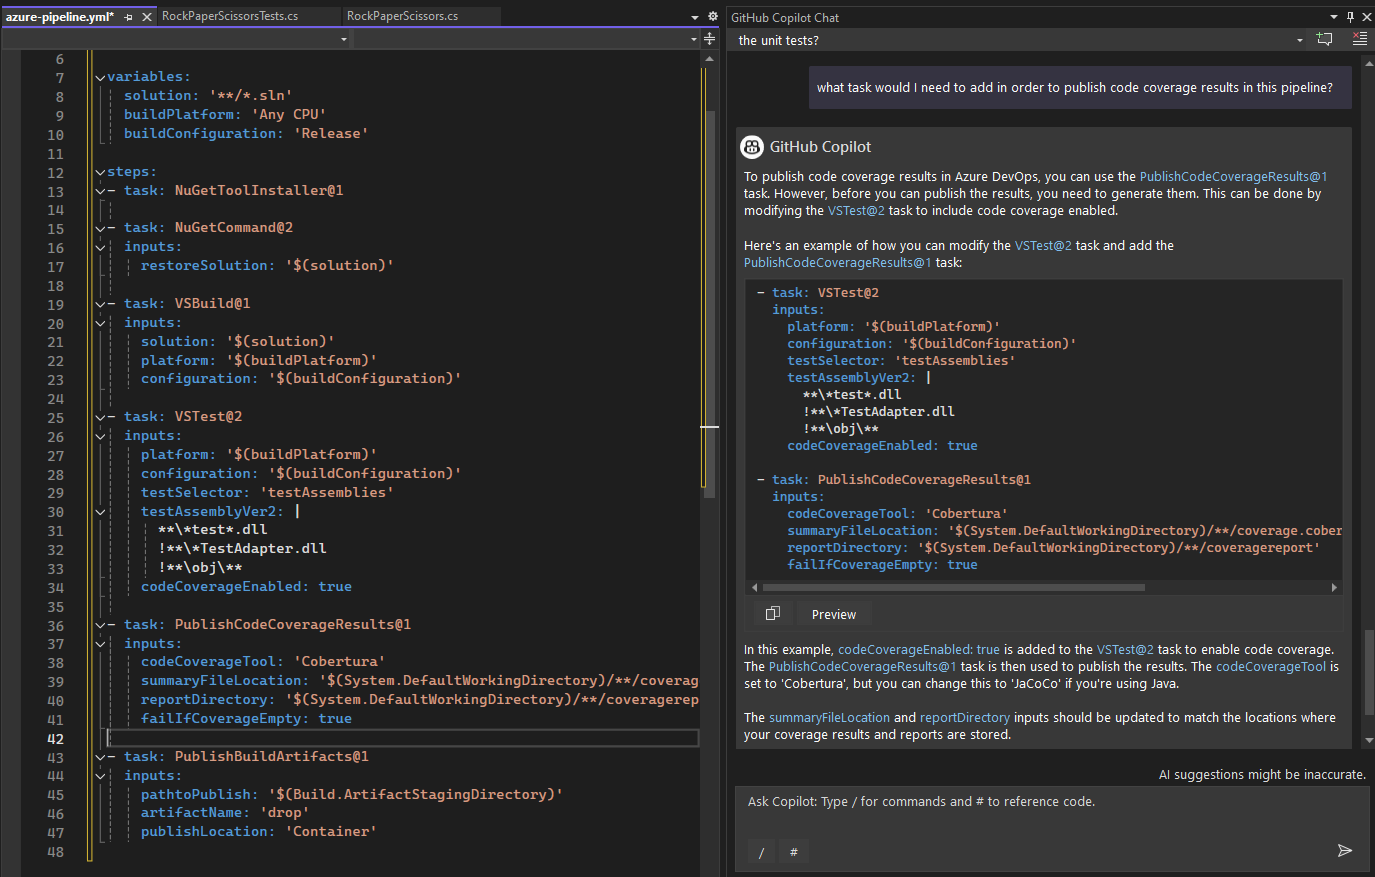 azure-pipeline.yml*
RockPaperScissorsTests.cs
RockPaperScissors.cs
6
7 variables:
8 solution: '**/*.sln'
9 buildPlatform: 'Any CPU'
10 buildConfiguration: 'Release'
11
12 steps:
13 - task: NuGetToolInstaller@1
14
15 - task: NuGetCommand@2
16 inputs:
17 restoreSolution: '$(solution)'
18
19 - task: VSBuild@1
20 inputs:
21 solution: '$(solution)'
22 platform: '$(buildPlatform)'
23 configuration: '$(buildConfiguration)'
24
25 - task: VSTest@2
26 inputs:
27 platform: '$(buildPlatform)'
28 configuration: '$(buildConfiguration)'
29 testSelector: 'testAssemblies'
30 testAssemblyVer2: |
31 **\*test*.dll
32 !**\*TestAdapter.dll
33 !**\obj\**
34 codeCoverageEnabled: true
35
36 - task: PublishCodeCoverageResults@1
37 inputs:
38 codeCoverageTool: 'Cobertura'
39 summaryFileLocation: '$(System.DefaultWorkingDirectory)/**/coverag
40 reportDirectory: '$(System.DefaultWorkingDirectory)/**/coveragerep
41 failIfCoverageEmpty: true
42
43 - task: PublishBuildArtifacts@1
44 inputs:
45 pathtoPublish: '$(Build.ArtifactStagingDirectory)'
46 artifactName: 'drop'
47 publishLocation: 'Container'
48
GitHub Copilot Chat
the unit tests?
what task would I need to add in order to publish code coverage results in this pipeline?
GitHub Copilot
To publish code coverage results in Azure DevOps, you can use the PublishCodeCoverageResults@1
task. However, before you can publish the results, you need to generate them. This can be done by
modifying the VSTest@2 task to include code coverage enabled.
Here's an example of how you can modify the VSTest@2 task and add the
PublishCodeCoverageResults@1 task:
- task: VSTest@2
inputs:
platform: '$(buildPlatform)'
configuration: '$(buildConfiguration)'
testSelector: 'testAssemblies'
testAssemblyVer2: |
**\*test*.dll
!**\*TestAdapter.dll
!**\obj\**
codeCoverageEnabled: true
- task: PublishCodeCoverageResults@1
inputs:
codeCoverageTool: 'Cobertura'
summaryFileLocation: '$(System.DefaultWorkingDirectory)/**/coverage.cober
reportDirectory: '$(System.DefaultWorkingDirectory)/**/coveragereport'
failIfCoverageEmpty: true
Preview
In this example, codeCoverageEnabled: true is added to the VSTest@2 task to enable code coverage.
The PublishCodeCoverageResults@1 task is then used to publish the results. The codeCoverageTool is
set to 'Cobertura', but you can change this to 'JaCoCo' if you're using Java.
The summaryFileLocation and reportDirectory inputs should be updated to match the locations where
your coverage results and reports are stored.
AI suggestions might be inaccurate.
Ask Copilot: Type / for commands and # to reference code.
/ #